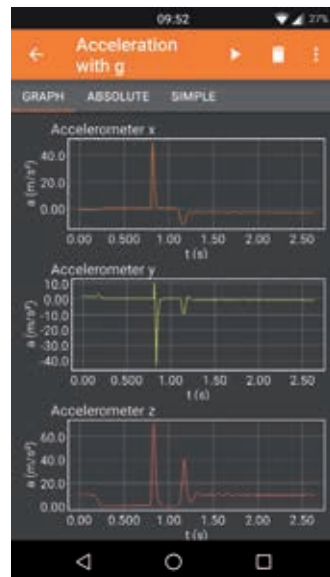 09:52
27%
Acceleration
with g
GRAPH ABSOLUTE SIMPLE
Accelerometer x
a (m/s²)
40.0
20.0
0.00
0.00 0.500 1.00 1.50 2.00 2.50
t (s)
Accelerometer y
a (m/s²)
10.0
0.00
-10.0
-20.0
-30.0
-40.0
0.00 0.500 1.00 1.50 2.00 2.50
t (s)
Accelerometer z
a (m/s²)
60.0
40.0
20.0
0.00
0.00 0.500 1.00 1.50 2.00 2.50
t (s)